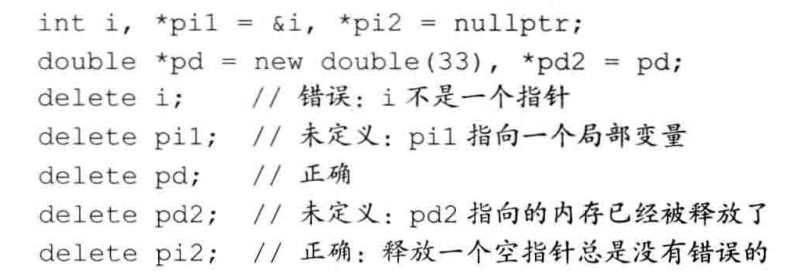 int i, *pi1 = &i, *pi2 = nullptr;
double *pd = new double(33), *pd2 = pd;
delete i; // 错误：i 不是一个指针
delete pi1; // 未定义：pi1 指向一个局部变量
delete pd; // 正确
delete pd2; // 未定义：pd2 指向的内存已经被释放了
delete pi2; // 正确：释放一个空指针总是没有错误的